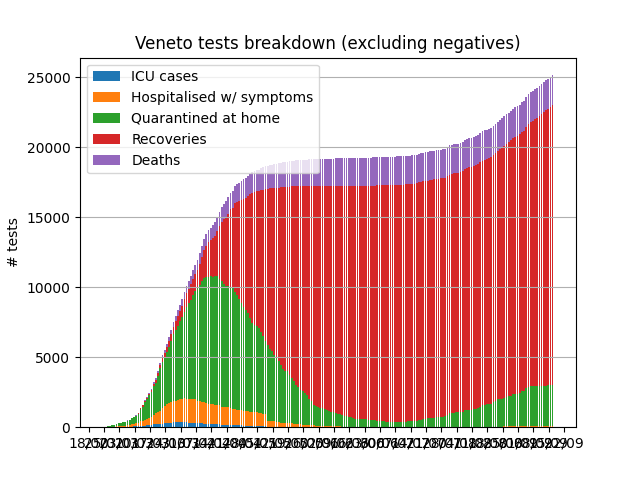 Veneto tests breakdown (excluding negatives)
ICU cases
Hospitalised w/ symptoms
Quarantined at home
Recoveries
Deaths
25000
20000
15000
10000
5000
0
# tests